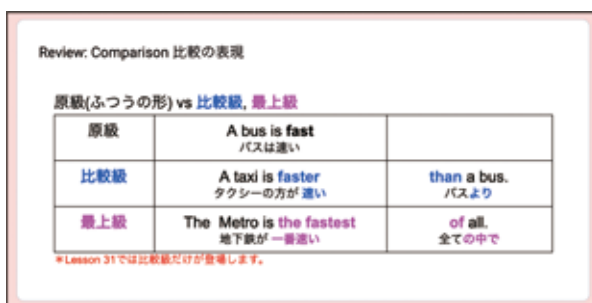 Review: Comparison 比較の表現
原級(ふつうの形) vs 比較級, 最上級
原級 A bus is fast
バスは速い
比較級 A taxi is faster than a bus.
タクシーの方が 速い バスより
最上級 The Metro is the fastest of all.
地下鉄が 一番速い 全ての中で
*Lesson 31では比較級だけが登場します。